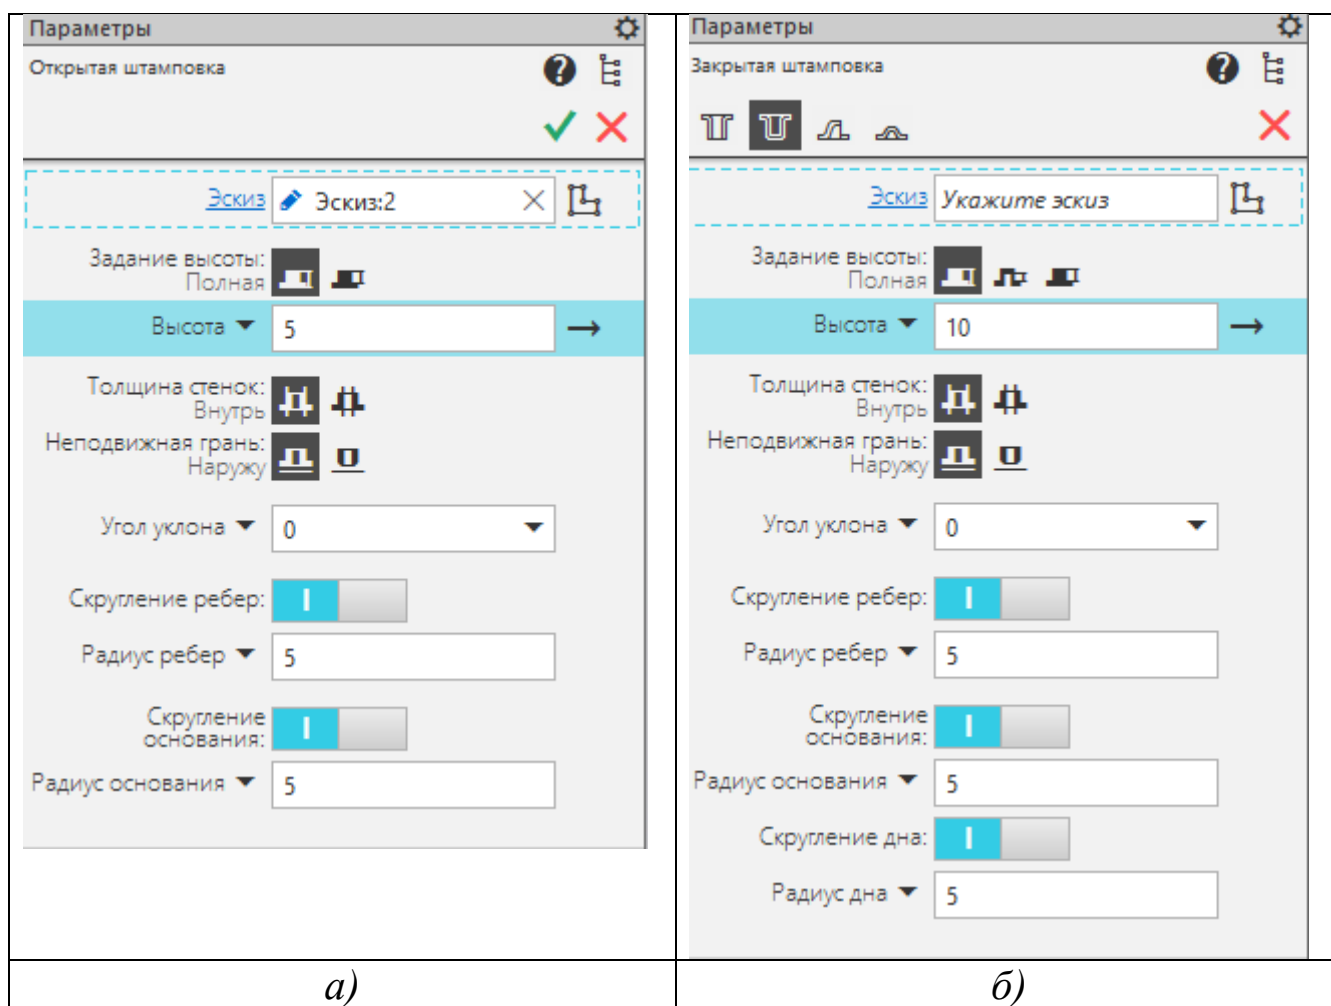 Параметры
Открытая штамповка
Эскиз Эскиз:2
Задание высоты:
Полная
Высота 5
Толщина стенок:
Внутрь
Неподвижная грань:
Наружу
Угол уклона 0
Скругление ребер:
Радиус ребер 5
Скругление
основания:
Радиус основания 5
а)
Параметры
Закрытая штамповка
Эскиз Укажите эскиз
Задание высоты:
Полная
Высота 10
Толщина стенок:
Внутрь
Неподвижная грань:
Наружу
Угол уклона 0
Скругление ребер:
Радиус ребер 5
Скругление
основания:
Радиус основания 5
Скругление дна:
Радиус дна 5
б)